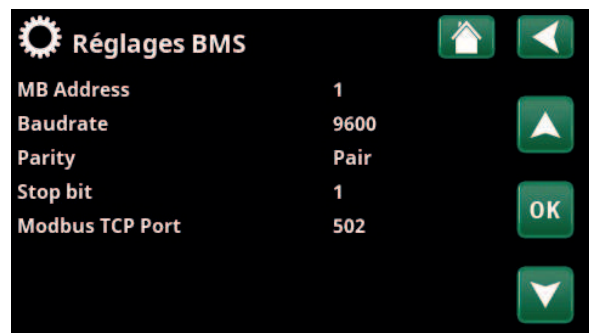 Réglages BMS
MB Address 1
Baudrate 9600
Parity Pair
Stop bit 1
Modbus TCP Port 502
OK